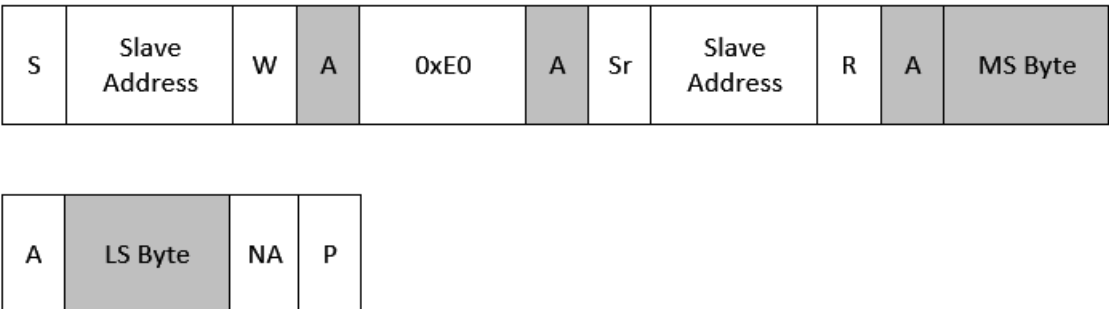 S Slave Address W A 0xE0 A Sr Slave Address R A MS Byte
A LS Byte NA P